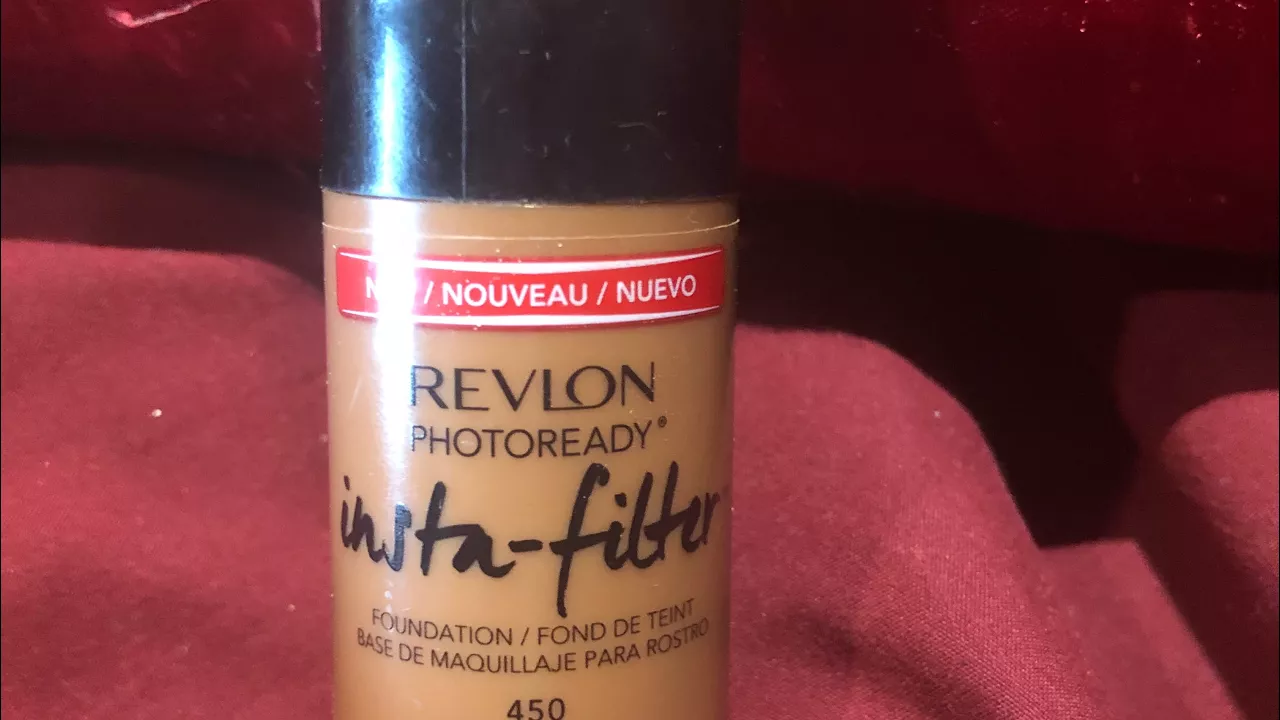 / NOUVEAU / NUEVO
REVLON
PHOTOREADY®
insta-filter
FOUNDATION / FOND DE TEINT
BASE DE MAQUILLAJE PARA ROSTRO
450